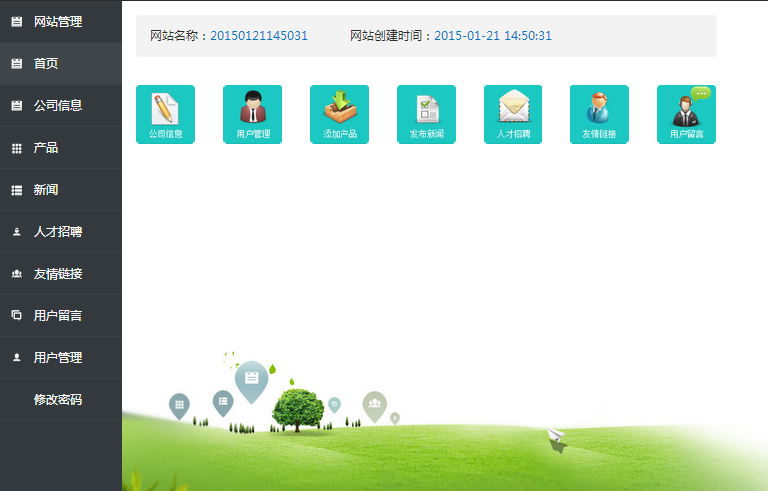 网站管理
首页
公司信息
产品
新闻
人才招聘
友情链接
用户留言
用户管理
修改密码
网站名称：20150121145031 网站创建时间：2015-01-21 14:50:31
公司信息 用户管理 添加产品 发布新闻 人才招聘 友情链接 用户留言